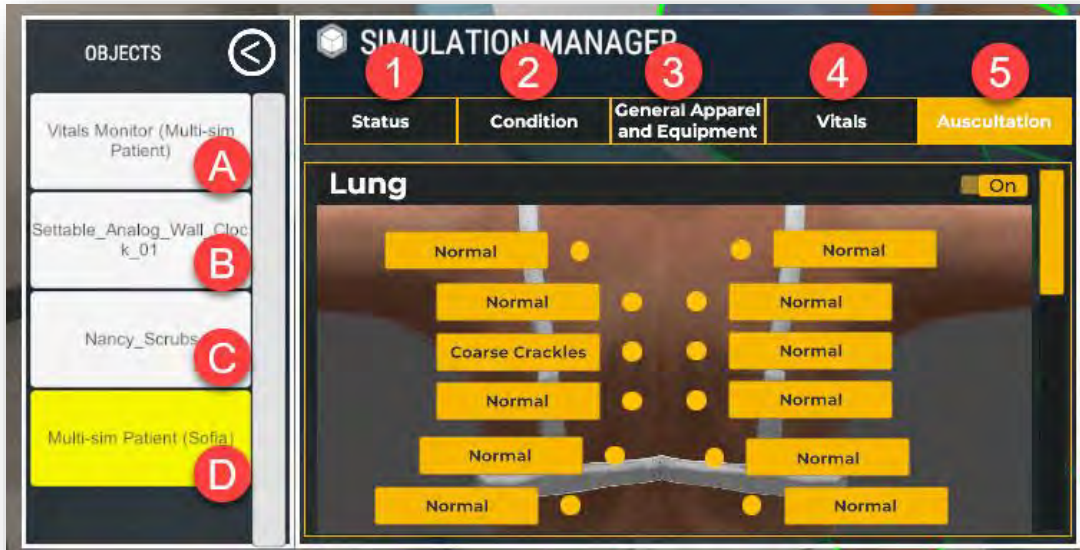 OBJECTS
<
Vitals Monitor (Multi-sim
Patient)
A
Settable_Analog_Wall_Cloc
k_01
B
Nancy_Scrubs
C
Multi-sim Patient (Sofia)
D
SIMULATION MANAGER
1 2 3 4 5
Status Condition General Apparel and Equipment Vitals Auscultation
Lung On
Normal Normal
Normal Normal
Coarse Crackles Normal
Normal Normal
Normal Normal
Normal Normal